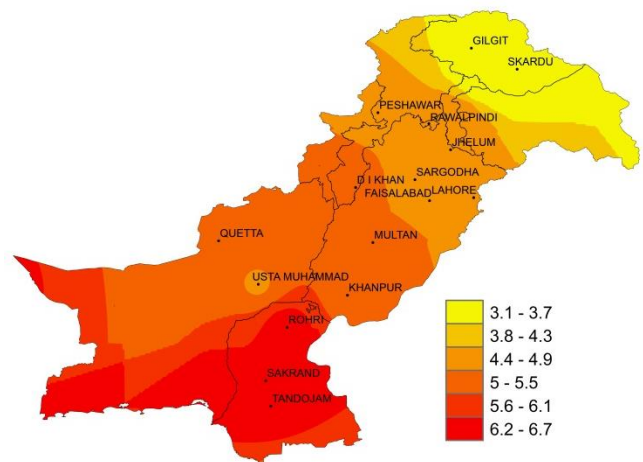 GILGIT
SKARDU
PESHAWAR
RAWALPINDI
JHELUM
SARGODHA
D I KHAN
FAISALABAD
LAHORE
QUETTA
MULTAN
USTA MUHAMMAD
KHANPUR
ROHRI
SAKRAND
TANDOJAM
3.1 - 3.7
3.8 - 4.3
4.4 - 4.9
5 - 5.5
5.6 - 6.1
6.2 - 6.7